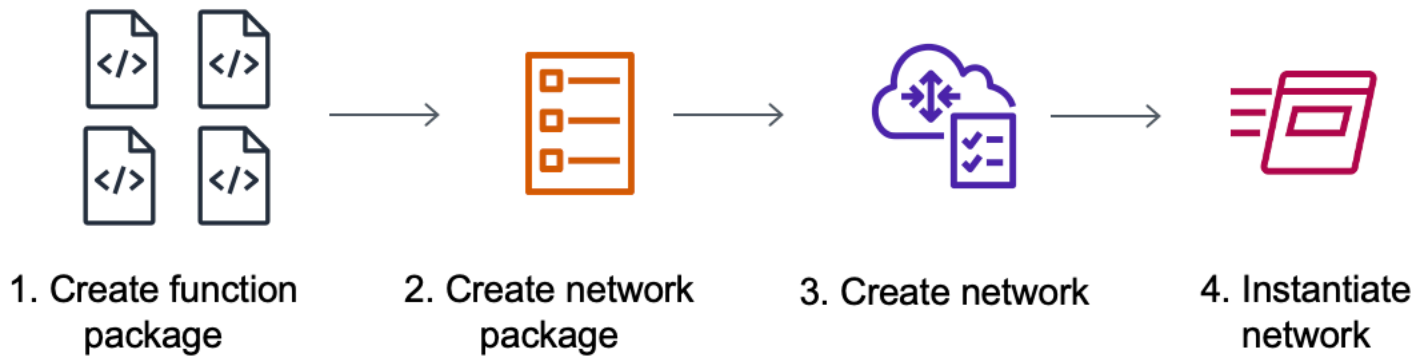 </>
</>
</>
</>
1. Create function
package
2. Create network
package
3. Create network
4. Instantiate
network